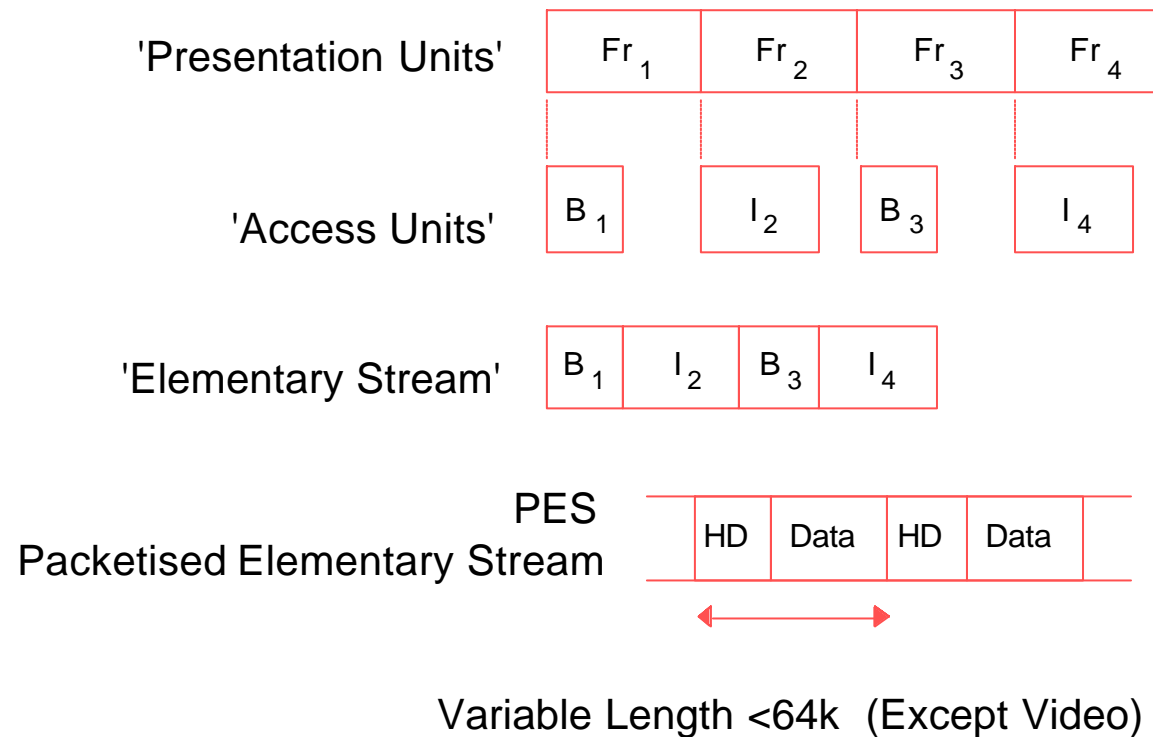 'Presentation Units' Fr 1 Fr 2 Fr 3 Fr 4
'Access Units' B 1 I 2 B 3 I 4
'Elementary Stream' B 1 I 2 B 3 I 4
PES
Packetised Elementary Stream HD Data HD Data
Variable Length <64k (Except Video)